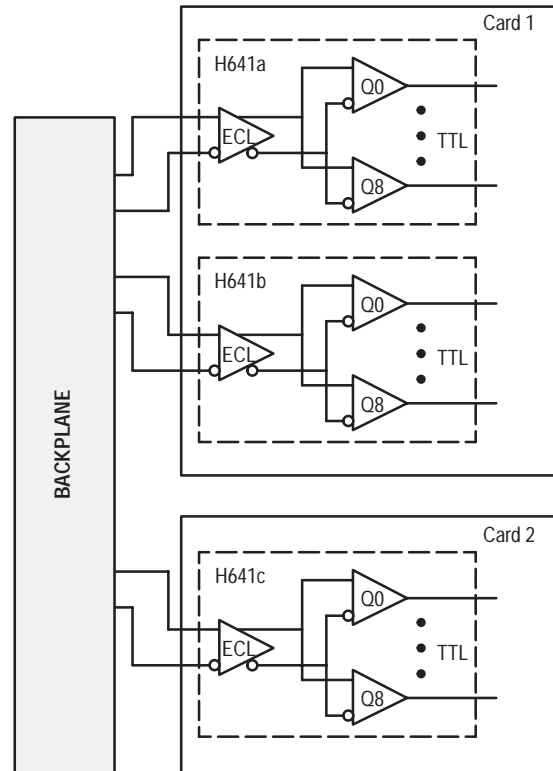 Card 1
H641a
Q0
ECL
TTL
Q8
H641b
Q0
ECL
TTL
Q8
BACKPLANE
Card 2
H641c
Q0
ECL
TTL
Q8